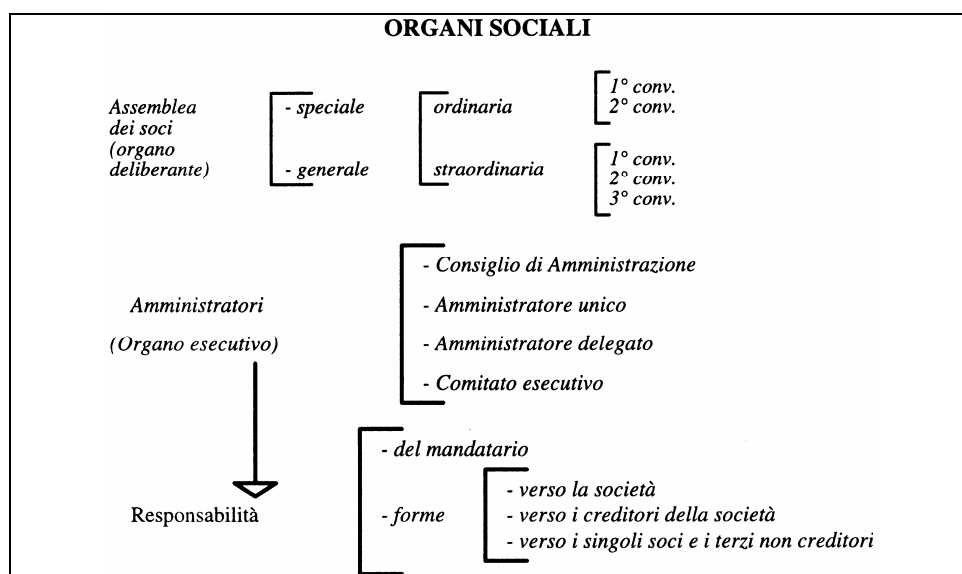 ORGANI SOCIALI
Assemblea
dei soci
(organo
deliberante)
- speciale
- generale
ordinaria
straordinaria
1° conv.
2° conv.
1° conv.
2° conv.
3° conv.
Amministratori
(Organo esecutivo)
- Consiglio di Amministrazione
- Amministratore unico
- Amministratore delegato
- Comitato esecutivo
Responsabilità
- del mandatario
- forme
- verso la società
- verso i creditori della società
- verso i singoli soci e i terzi non creditori